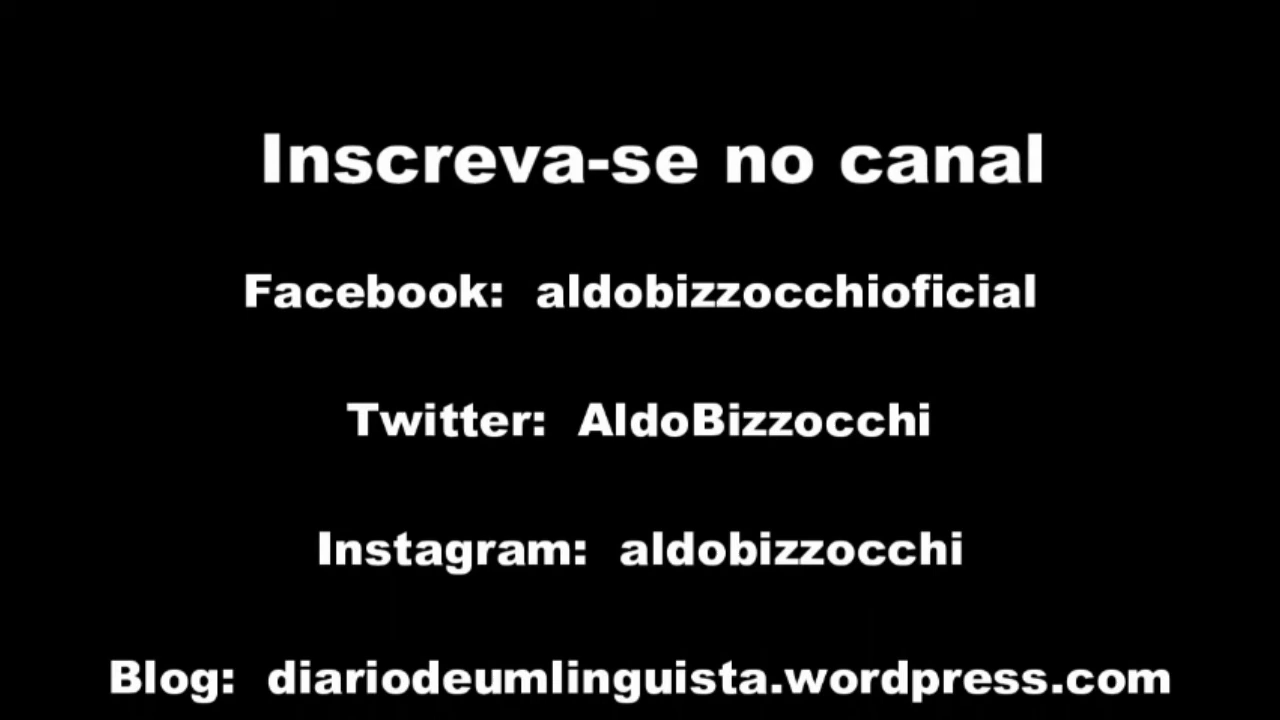 Inscreva-se no canal
Facebook: aldobizzocchioficial
Twitter: AldoBizzocchi
Instagram: aldobizzocchi
Blog: diariodeumlinguista.wordpress.com